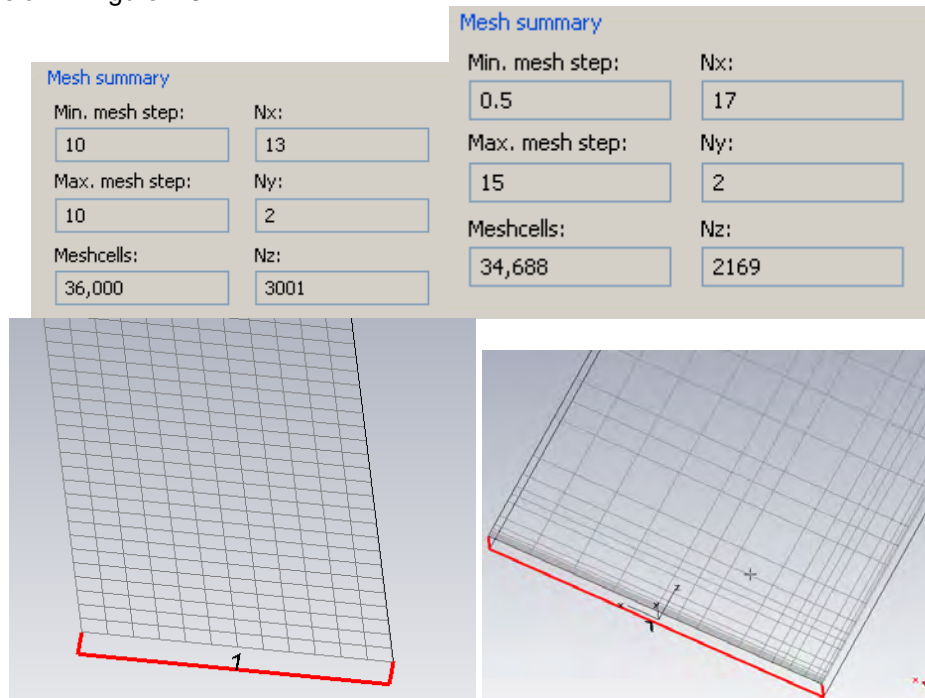 Mesh summary
Min. mesh step: Nx:
10 13
Max. mesh step: Ny:
10 2
Meshcells: Nz:
36,000 3001
Mesh summary
Min. mesh step: Nx:
0.5 17
Max. mesh step: Ny:
15 2
Meshcells: Nz:
34,688 2169
1
x z
1
x